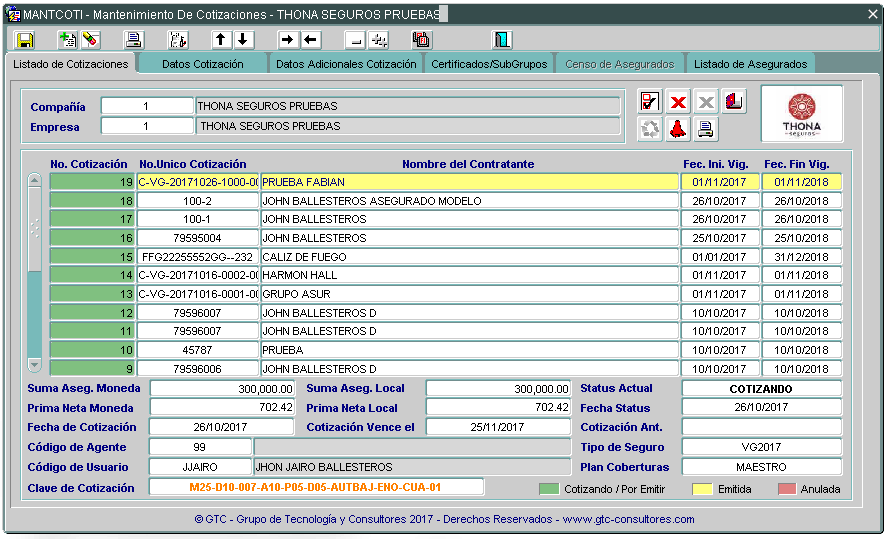 MANTCOTI - Mantenimiento De Cotizaciones - THONA SEGUROS PRUEBAS
Listado de Cotizaciones Datos Cotización Datos Adicionales Cotización Certificados/SubGrupos Censo de Asegurados Listado de Asegurados
Compañía 1 THONA SEGUROS PRUEBAS
Empresa 1 THONA SEGUROS PRUEBAS
THONA
seguros
No. Cotización No.Unico Cotización Nombre del Contratante Fec. Ini. Vig. Fec. Fin Vig.
19 C-VG-20171026-1000-00 PRUEBA FABIAN 01/11/2017 01/11/2018
18 100-2 JOHN BALLESTEROS ASEGURADO MODELO 26/10/2017 26/10/2018
17 100-1 JOHN BALLESTEROS 26/10/2017 26/10/2018
16 79595004 JOHN BALLESTEROS 25/10/2017 25/10/2018
15 FFG22255552GG--232 CALIZ DE FUEGO 01/01/2017 31/12/2018
14 C-VG-20171016-0002-00 HARMON HALL 01/11/2017 01/11/2018
13 C-VG-20171016-0001-00 GRUPO ASUR 01/11/2017 01/11/2018
12 79596007 JOHN BALLESTEROS D 10/10/2017 10/10/2018
11 79596007 JOHN BALLESTEROS D 10/10/2017 10/10/2018
10 45787 PRUEBA 10/10/2017 10/10/2018
9 79596006 JOHN BALLESTEROS D 10/10/2017 10/10/2018
Suma Aseg. Moneda 300,000.00 Suma Aseg. Local 300,000.00 Status Actual COTIZANDO
Prima Neta Moneda 702.42 Prima Neta Local 702.42 Fecha Status 26/10/2017
Fecha de Cotización 26/10/2017 Cotización Vence el 25/11/2017 Cotización Ant.
Código de Agente 99 Tipo de Seguro VG2017
Código de Usuario JJAIRO JHON JAIRO BALLESTEROS Plan Coberturas MAESTRO
Clave de Cotización M25-D10-007-A10-P05-D05-AUTBAJ-ENO-CUA-01 Cotizando / Por Emitir Emitida Anulada
© GTC - Grupo de Tecnología y Consultores 2017 - Derechos Reservados - www.gtc-consultores.com